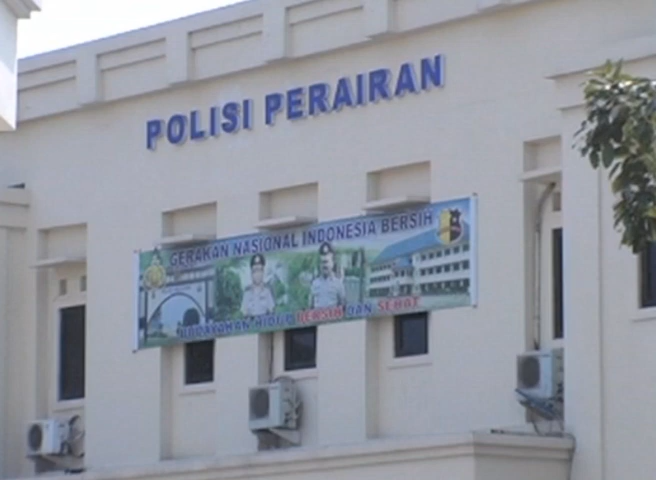 POLISI PERAIRAN
GERAKAN NASIONAL INDONESIA BERSIH
BUDAYAKAN HIDUP BERSIH DAN SEHAT